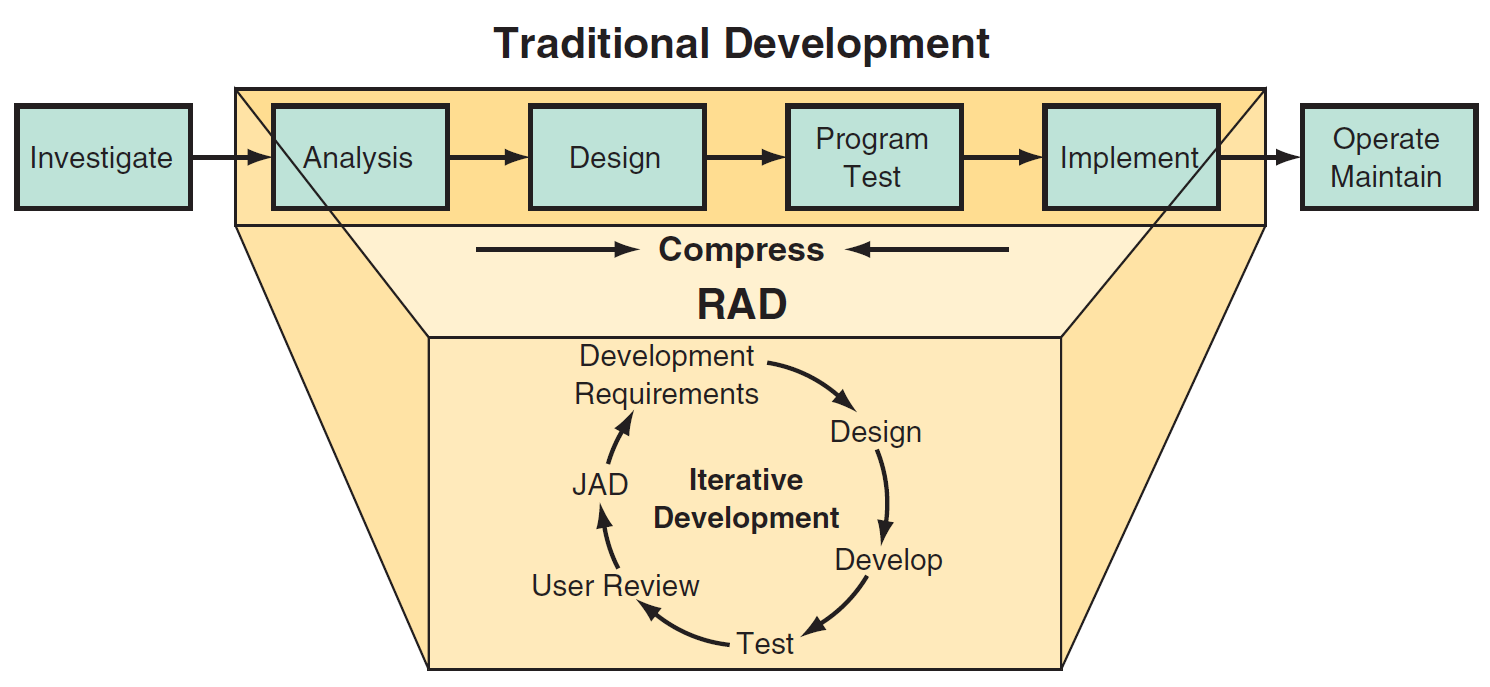 Traditional Development
Investigate
Analysis
Design
Program
Test
Implement
Operate
Maintain
Compress
RAD
Development
Requirements
Design
JAD
Iterative
Development
Develop
User Review
Test